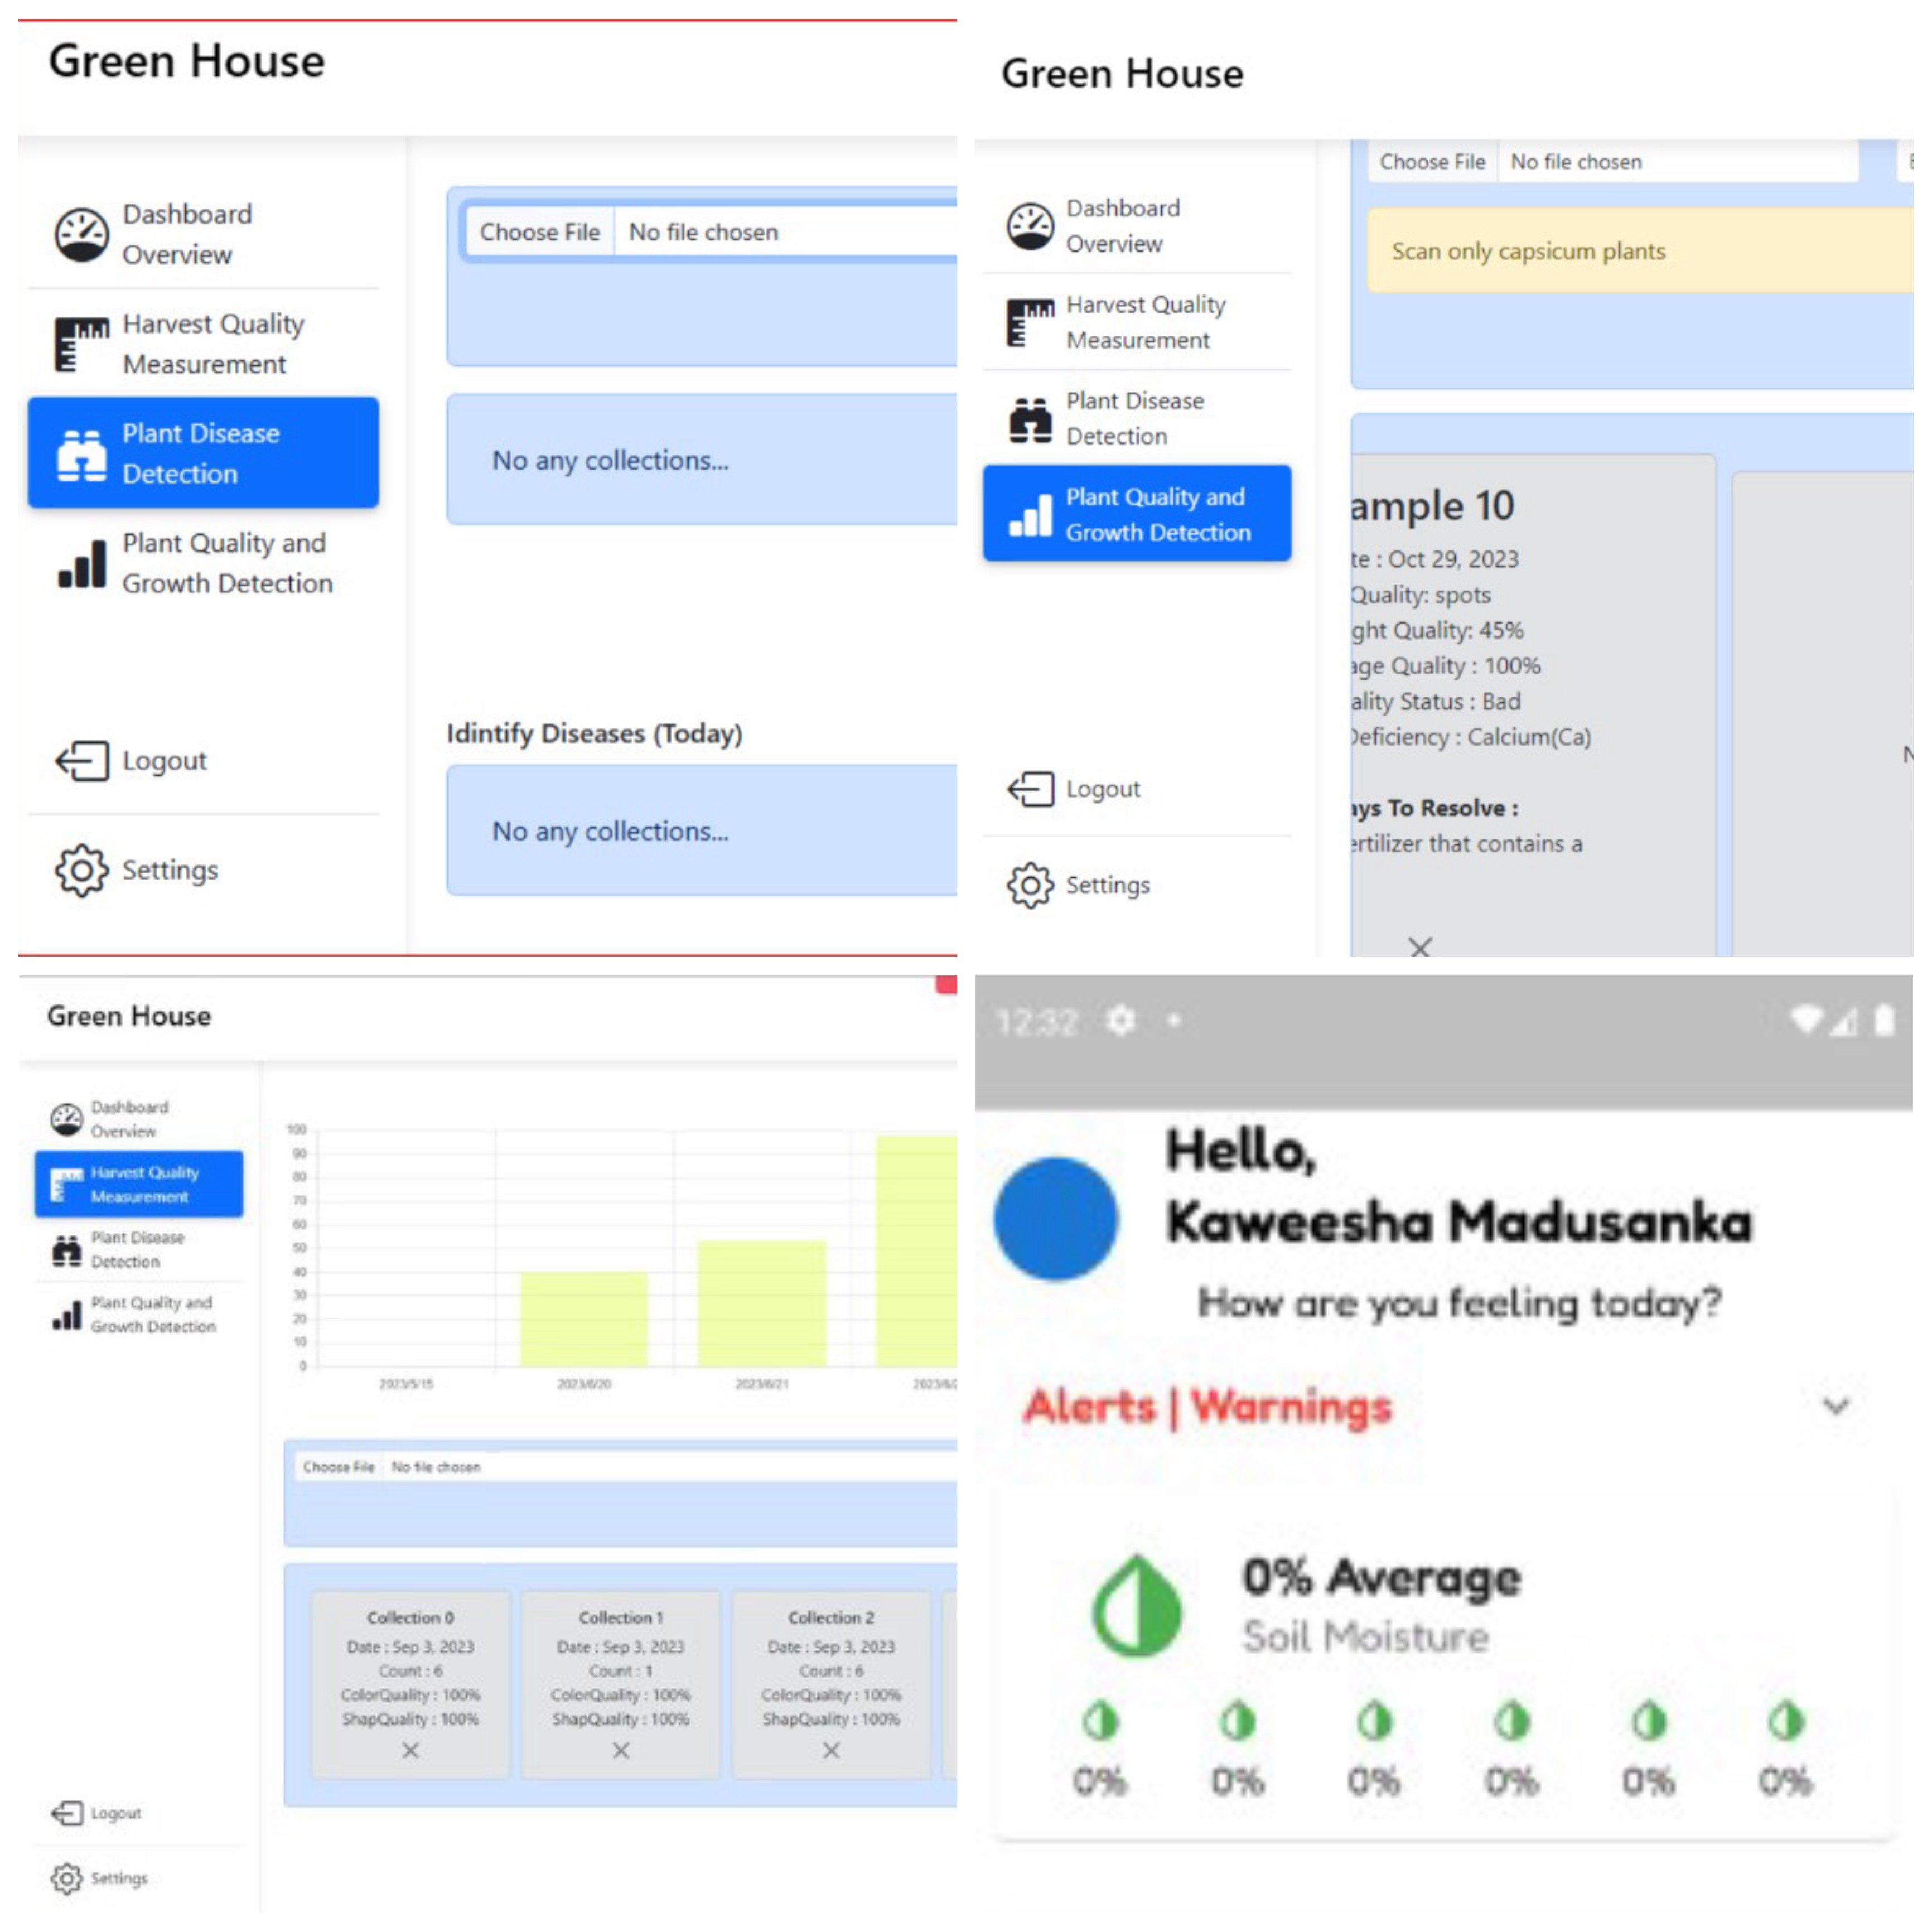 Green House
Dashboard
Overview
Harvest Quality
Measurement
Plant Disease
Detection
Plant Quality and
Growth Detection
Logout
Settings
Choose File No file chosen
No any collections...
Idintify Diseases (Today)
No any collections...
Green House
Dashboard
Overview
Harvest Quality
Measurement
Plant Disease
Detection
Plant Quality and
Growth Detection
Logout
Settings
Choose File No file chosen
Scan only capsicum plants
ample 10
te : Oct 29, 2023
Quality: spots
ght Quality: 45%
age Quality : 100%
ality Status : Bad
Deficiency : Calcium(Ca)
ays To Resolve :
ertilizer that contains a
Green House
Dashboard
Overview
Harvest Quality
Measurement
Plant Disease
Detection
Plant Quality and
Growth Detection
Logout
Settings
100
90
80
70
60
50
40
30
20
10
0
2023/5/15 2023/6/20 2023/6/21
Choose File No file chosen
Collection 0
Date : Sep 3, 2023
Count : 6
ColorQuality : 100%
ShapQuality : 100%
Collection 1
Date : Sep 3, 2023
Count : 1
ColorQuality : 100%
ShapQuality : 100%
Collection 2
Date : Sep 3, 2023
Count : 6
ColorQuality : 100%
ShapQuality : 100%
12:32
Hello,
Kaweesha Madusanka
How are you feeling today?
Alerts | Warnings
0% Average
Soil Moisture
0% 0% 0% 0% 0% 0%